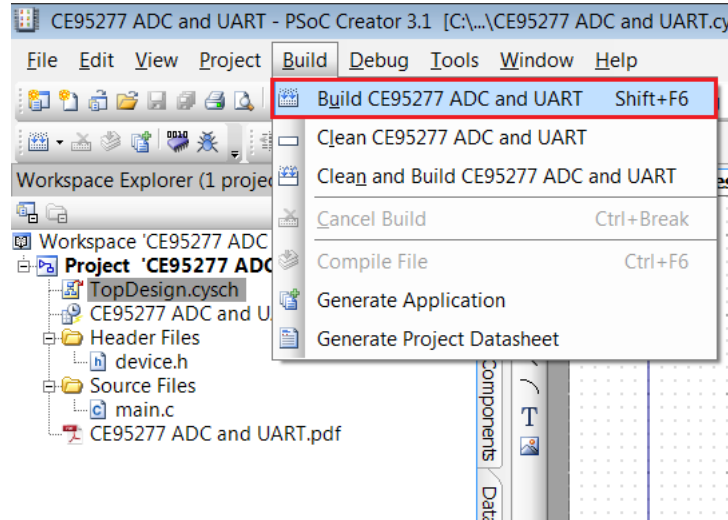 CE95277 ADC and UART - PSoC Creator 3.1 [C:\...\CE95277 ADC and UART.cy
File Edit View Project Build Debug Tools Window Help
Build CE95277 ADC and UART Shift+F6
Clean CE95277 ADC and UART
Clean and Build CE95277 ADC and UART
Cancel Build Ctrl+Break
Compile File Ctrl+F6
Generate Application
Generate Project Datasheet
Workspace Explorer (1 projec
Workspace 'CE95277 ADC
Project 'CE95277 ADC
TopDesign.cysch
CE95277 ADC and U
Header Files
device.h
Source Files
main.c
CE95277 ADC and UART.pdf
Components
Data
T